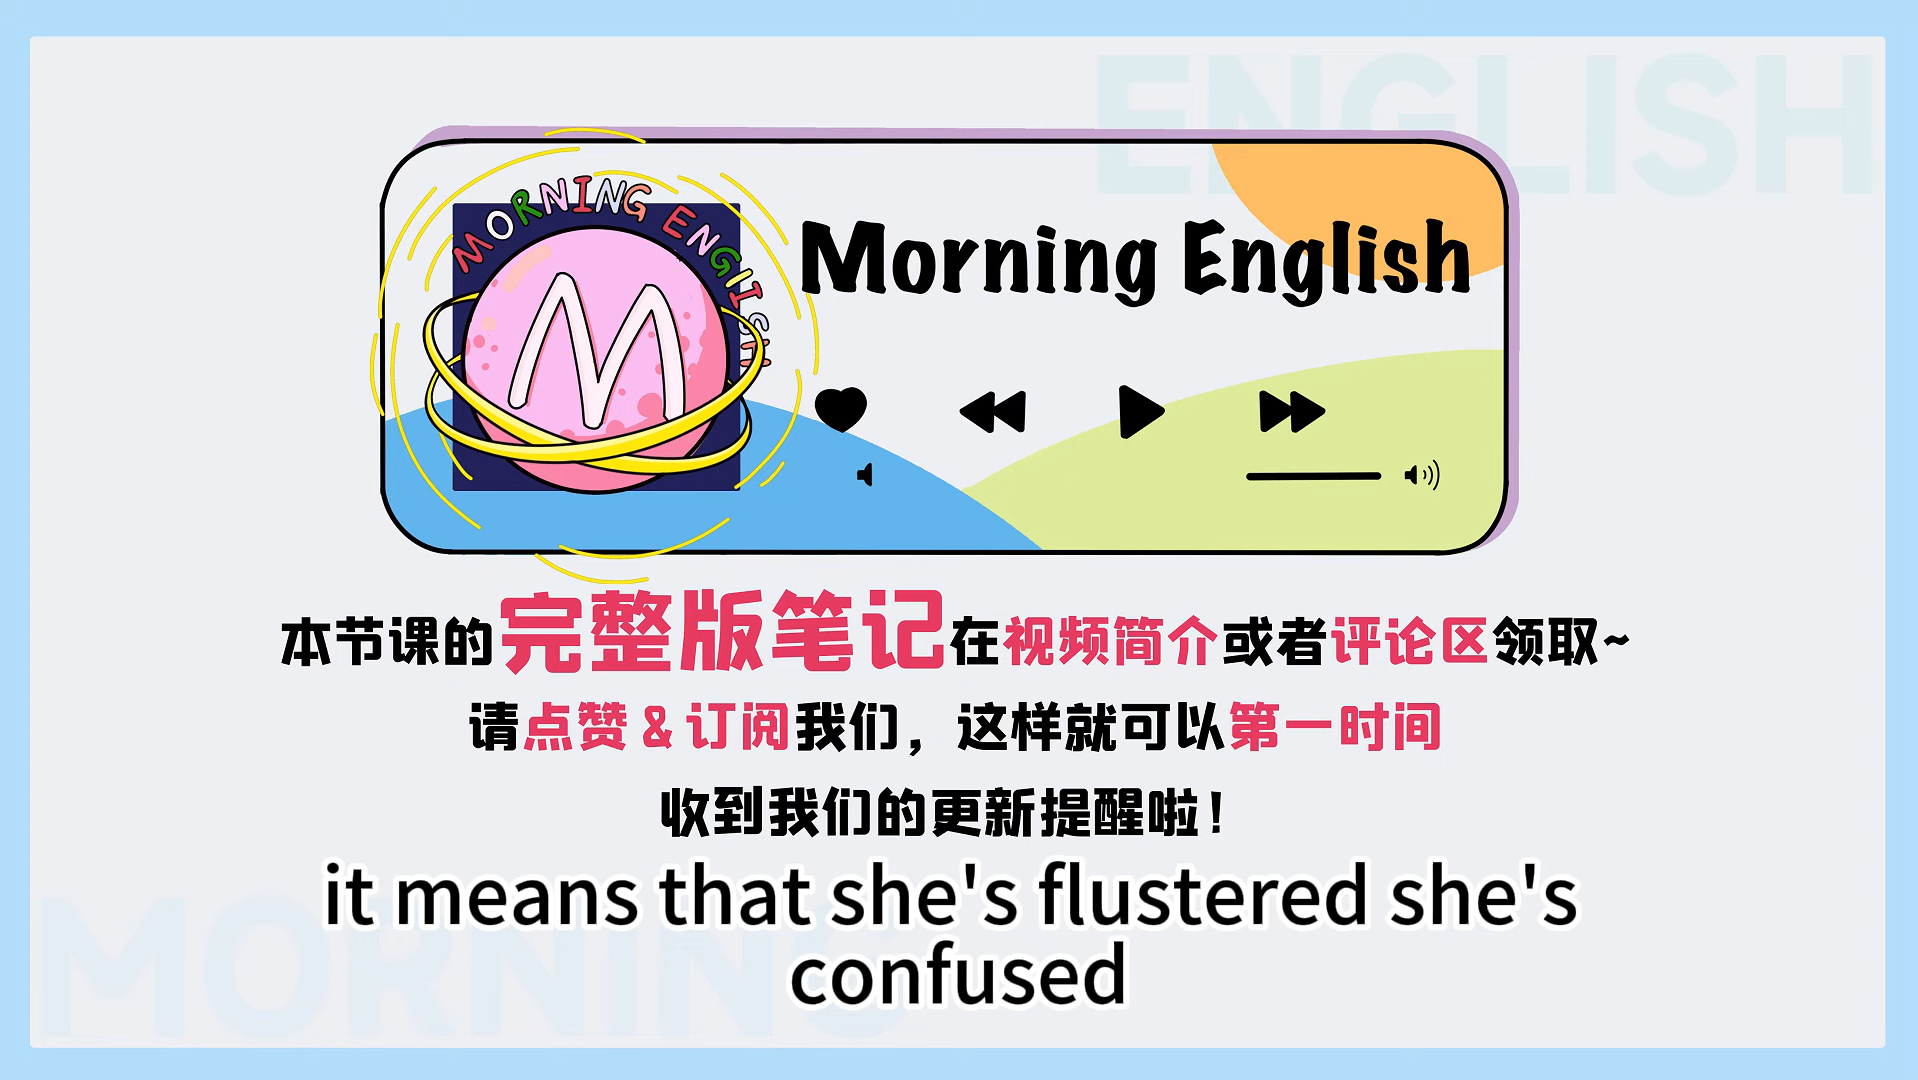 ENGLISH
MORNING ENGLISH
M
Morning English
本节课的完整版笔记在视频简介或者评论区领取~
请点赞&订阅我们，这样就可以第一时间
收到我们的更新提醒啦！
it means that she's flustered she's
confused
MORNING